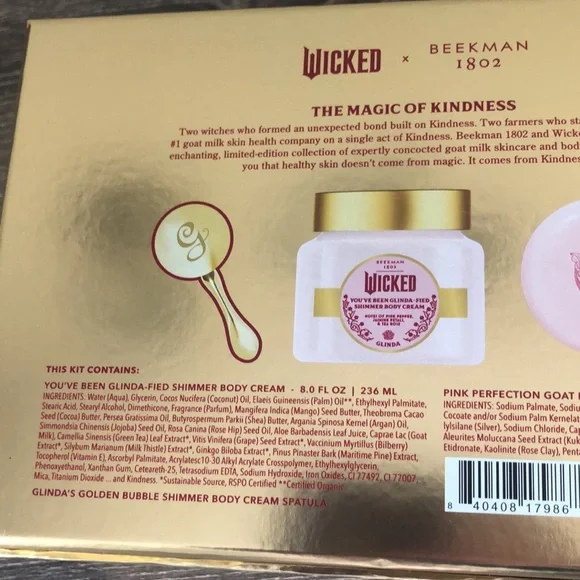 WICKED x BEEKMAN 1802
THE MAGIC OF KINDNESS
Two witches who formed an unexpected bond built on Kindness. Two farmers who
#1 goat milk skin health company on a single act of Kindness. Beekman 1802 and
enchanting, limited-edition collection of expertly concocted goat milk skincare and
you that healthy skin doesn't come from magic. It comes from
G
BEEKMAN
1802
WICKED
YOU'VE BEEN GLINDA-FIED
SHIMMER BODY CREAM
NOTES OF PINK PEPPER,
JASMINE PETALS
& TEA ROSE
GLINDA
THIS KIT CONTAINS:
YOU'VE BEEN GLINDA-FIED SHIMMER BODY CREAM - 8.0 FL OZ | 236 ML
INGREDIENTS: Water (Aqua), Glycerin, Cocos Nucifera (Coconut) Oil, Elaeis Guineensis (Palm) Oil**, Ethylhexyl Palmitate,
Stearic Acid, Stearyl Alcohol, Dimethicone, Fragrance (Parfum), Mangifera Indica (Mango) Seed Butter, Theobroma Cacao
Seed (Cocoa) Butter, Persea Gratissima Oil, Butyrospermum Parkii (Shea) Butter, Argania Spinosa Kernel (Argan) Oil,
Simmondsia Chinensis (Jojoba) Seed Oil, Rosa Canina (Rose Hip) Seed Oil, Aloe Barbadensis Leaf Juice, Caprae Lac (Goat
Milk), Camellia Sinensis (Green Tea) Leaf Extract*, Vitis Vinifera (Grape) Seed Extract*, Vaccinium Myrtillus (Bilberry)
Extract*, Silybum Marianum (Milk Thistle) Extract*, Ginkgo Biloba Extract*, Pinus Pinaster Bark (Maritime Pine) Extract,
Tocopherol (Vitamin E), Ascorbyl Palmitate, Acrylates C10-30 Alkyl Acrylate Crosspolymer, Ethylhexylglycerin,
Phenoxyethanol, Xanthan Gum, Ceteareth-25, Tetrasodium EDTA, Sodium Hydroxide, Iron Oxides, CI 77492, CI 77007,
Mica, Titanium Dioxide ... and Kindness. *Sustainable Source, RSPO Certified **Certified Organic
GLINDA'S GOLDEN BUBBLE SHIMMER BODY CREAM SPATULA
PINK PERFECTION GOAT
INGREDIENTS: Sodium Palmate, Sodium
Cocoate and/or Sodium Palm Kernelate
Sodium Chloride,
Aleurites Moluccana Seed Extract
Etidronate, Kaolinite (Rose Clay),
8 40408 17986